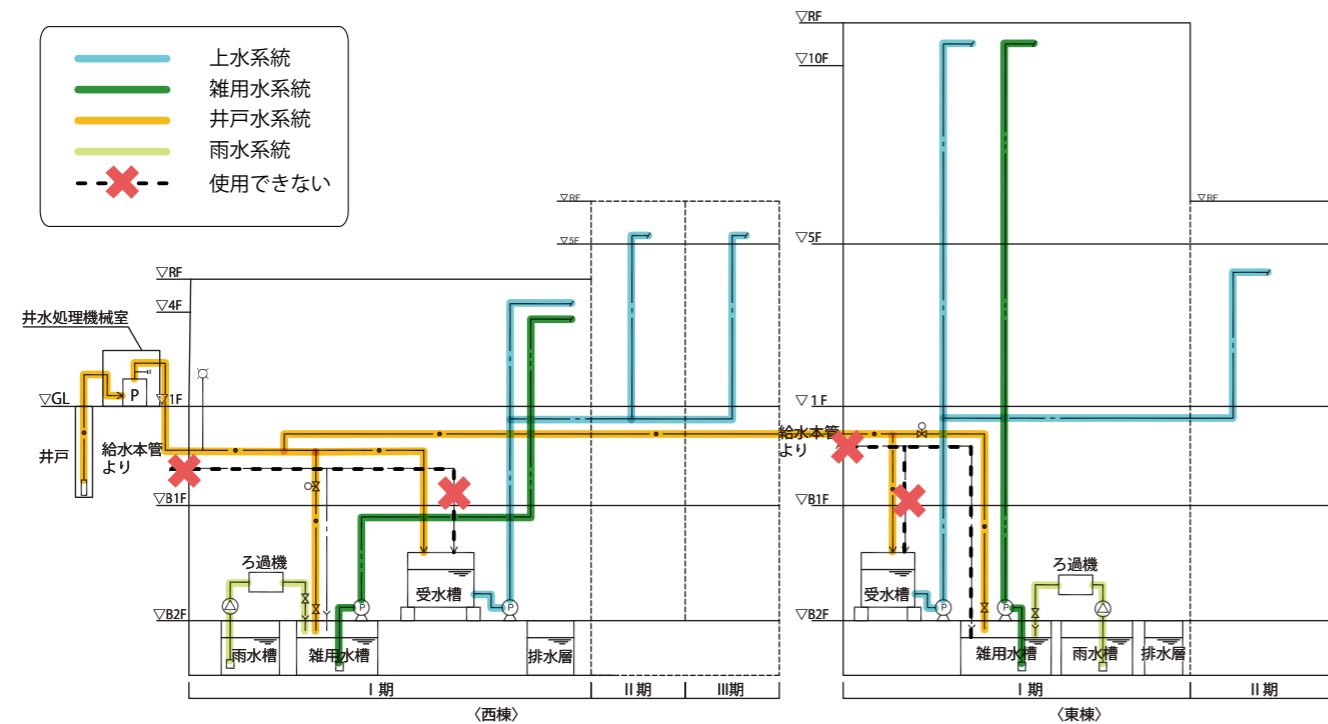 上水系統
雑用水系統
井戸水系統
雨水系統
使用できない
▽RF
▽10F
▽5F
▽RF
▽RF
▽5F
▽RF
▽4F
井水処理機械室
P
▽GL
▽1F
井戸
給水本管
より
▽B1F
ろ過機
受水槽
P
P
▽B2F
雨水槽
雑用水槽
排水層
Ⅰ期
Ⅱ期
Ⅲ期
〈西棟〉
▽1F
給水本管
より
▽B1F
受水槽
P
P
ろ過機
▽B2F
雑用水槽
雨水槽
排水層
Ⅰ期
Ⅱ期
〈東棟〉